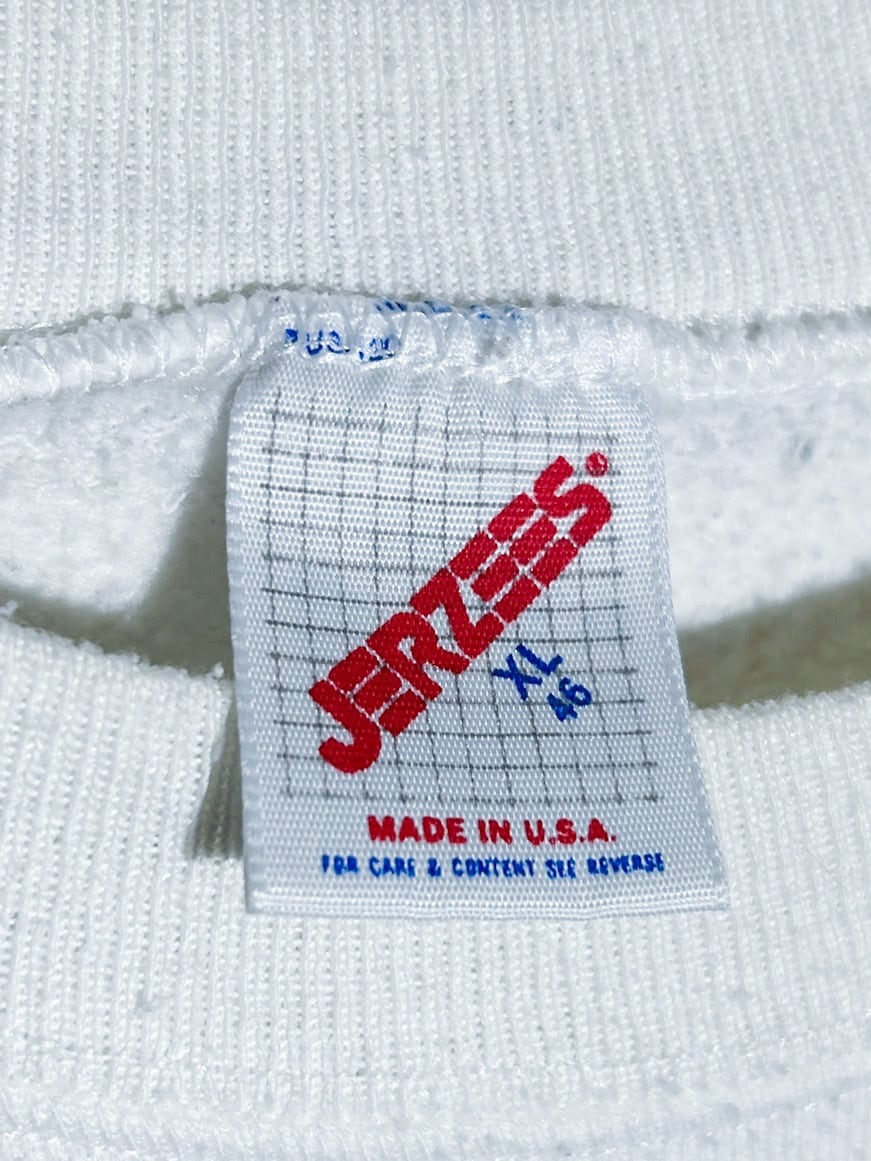 JERZEES®
XL
46
MADE IN U.S.A.
FOR CARE & CONTENT SEE REVERSE